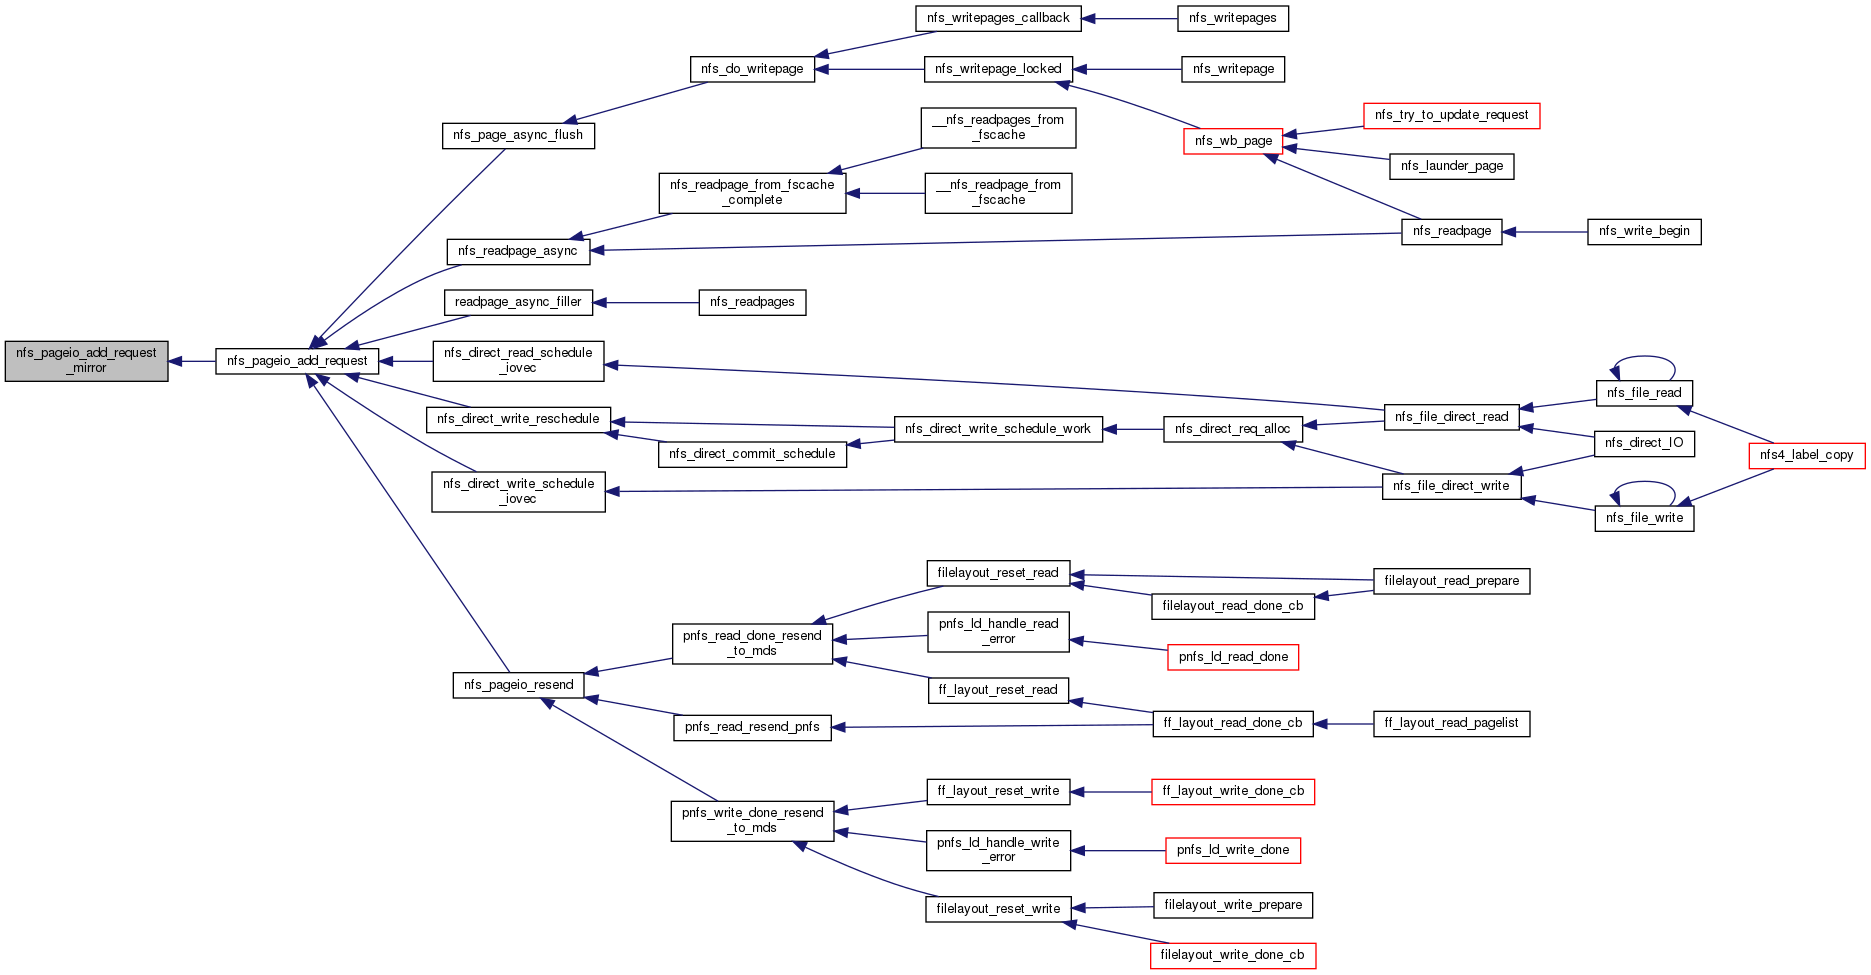 nfs_writepages_callback
nfs_writepages
nfs_do_writepage
nfs_writepage_locked
nfs_writepage
nfs_page_async_flush
__nfs_readpages_from
_fscache
nfs_wb_page
nfs_try_to_update_request
nfs_launder_page
nfs_readpage_from_fscache
_complete
__nfs_readpage_from
_fscache
nfs_readpage_async
nfs_readpage
nfs_write_begin
readpage_async_filler
nfs_readpages
nfs_pageio_add_request
_mirror
nfs_pageio_add_request
nfs_direct_read_schedule
_iovec
nfs_direct_write_reschedule
nfs_direct_commit_schedule
nfs_direct_write_schedule_work
nfs_direct_req_alloc
nfs_file_direct_read
nfs_file_read
nfs_direct_IO
nfs4_label_copy
nfs_direct_write_schedule
_iovec
nfs_file_direct_write
nfs_file_write
filelayout_reset_read
filelayout_read_prepare
filelayout_read_done_cb
pnfs_read_done_resend
_to_mds
pnfs_ld_handle_read
_error
pnfs_ld_read_done
nfs_pageio_resend
ff_layout_reset_read
pnfs_read_resend_pnfs
ff_layout_read_done_cb
ff_layout_read_pagelist
pnfs_write_done_resend
_to_mds
ff_layout_reset_write
ff_layout_write_done_cb
pnfs_ld_handle_write
_error
pnfs_ld_write_done
filelayout_reset_write
filelayout_write_prepare
filelayout_write_done_cb